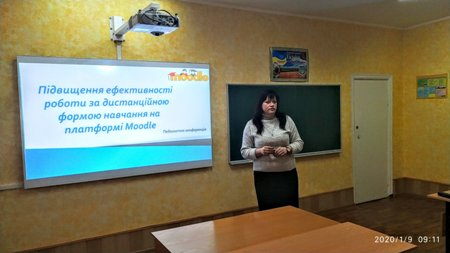 moodle
Підвищення ефективності
роботи за дистанційною
формою навчання на
платформі Moodle
Педагогічна конференція
2020/1/9 09:11